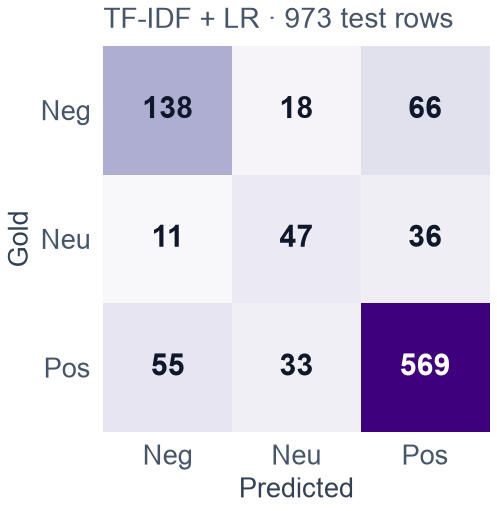 TF-IDF + LR · 973 test rows
Gold
Neg 138 18 66
Neu 11 47 36
Pos 55 33 569
Neg Neu Pos
Predicted